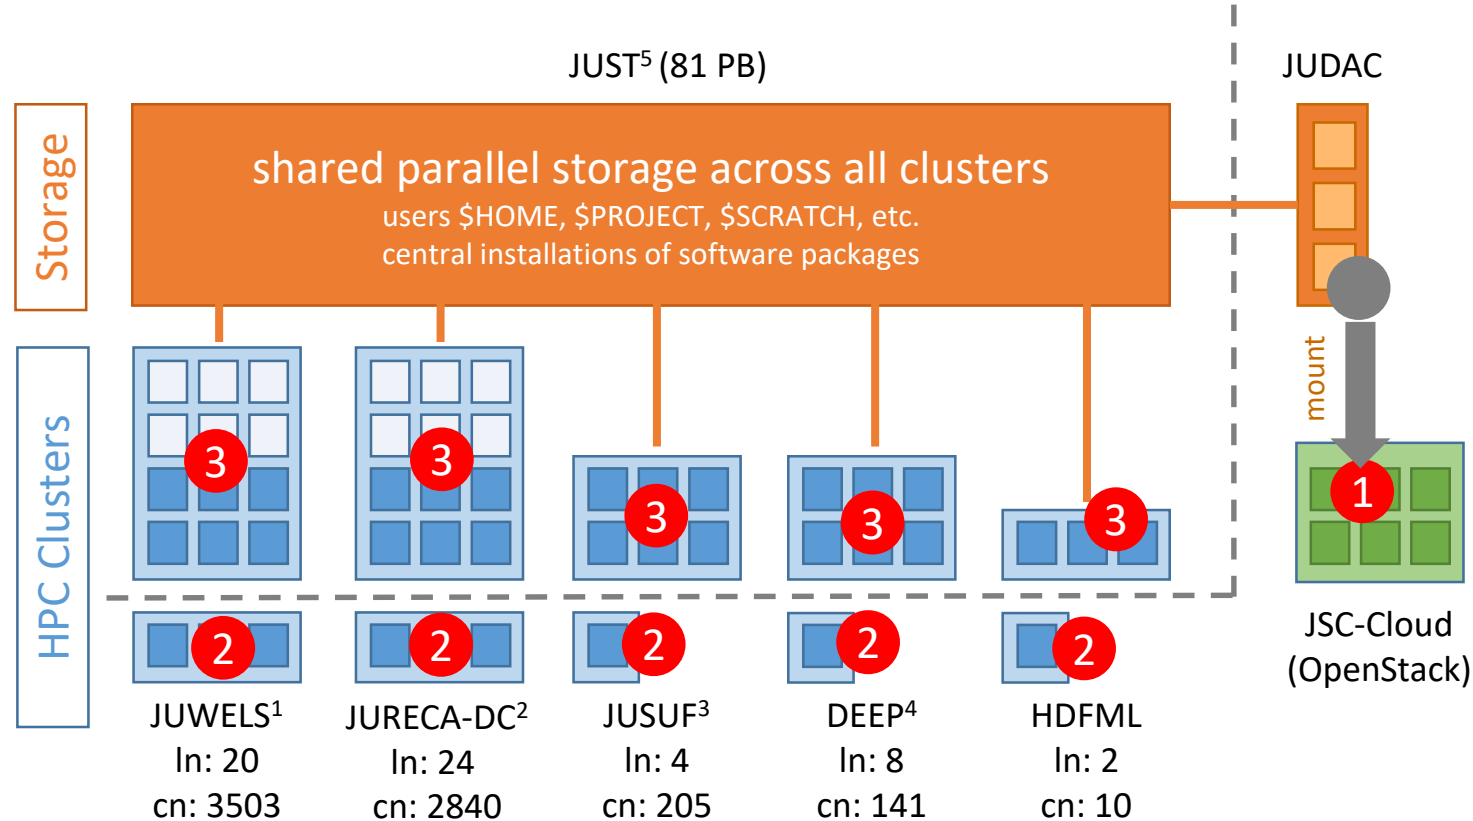 JUST⁵ (81 PB)
JUDAC
Storage
shared parallel storage across all clusters
users $HOME, $PROJECT, $SCRATCH, etc.
central installations of software packages
mount
HPC Clusters
3
3
3
3
3
1
2
2
2
2
2
JSC-Cloud
(OpenStack)
JUWELS¹
ln: 20
cn: 3503
JURECA-DC²
ln: 24
cn: 2840
JUSUF³
ln: 4
cn: 205
DEEP⁴
ln: 8
cn: 141
HDFML
ln: 2
cn: 10